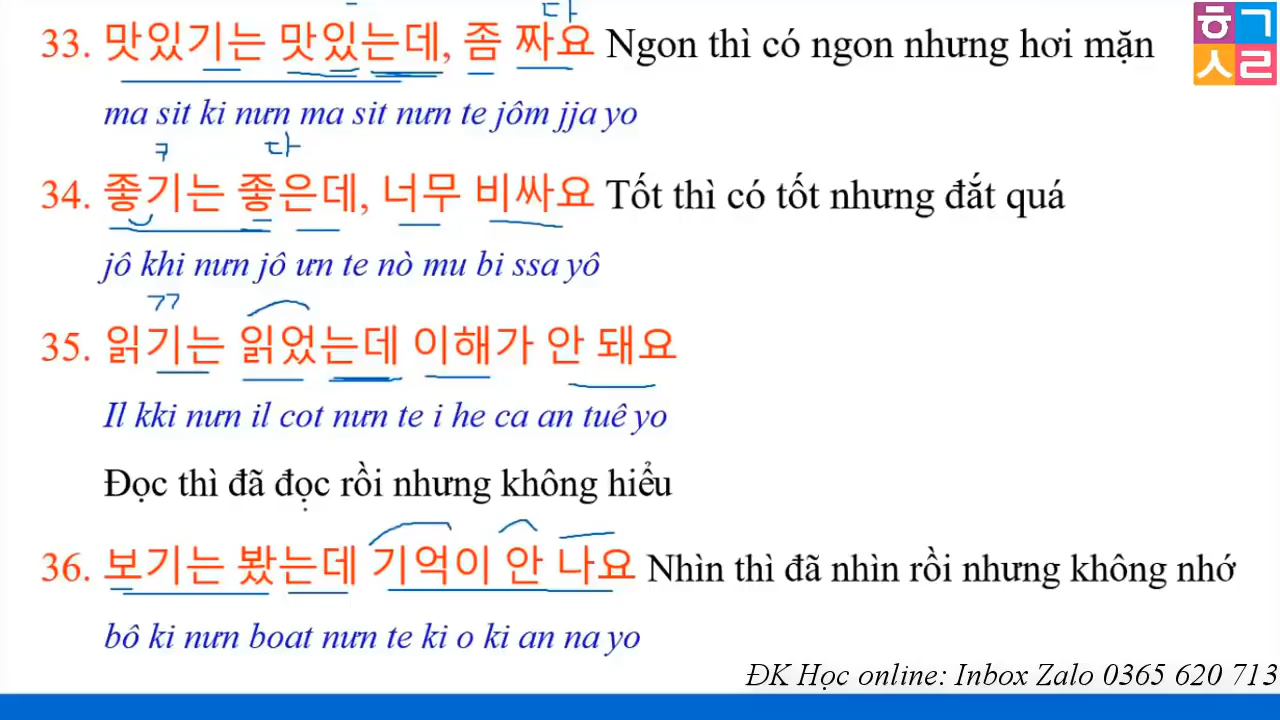 다
33. 맛있기는 맛있는데, 좀 짜요 Ngon thì có ngon nhưng hơi mặn
ma sit ki nưn ma sit nưn te jôm jja yo
ㅋ 다
34. 좋기는 좋은데, 너무 비싸요 Tốt thì có tốt nhưng đắt quá
jô khi nưn jô ưn te nò mu bi ssa yô
ㄲ
35. 읽기는 읽었는데 이해가 안 돼요
Il kki nưn il cot nưn te i he ca an tuê yo
Đọc thì đã đọc rồi nhưng không hiểu
36. 보기는 봤는데 기억이 안 나요 Nhìn thì đã nhìn rồi nhưng không nhớ
bô ki nưn boat nưn te ki o ki an na yo
ĐK Học online: Inbox Zalo 0365 620 713
ㅎㄱ
ㅅㄹ